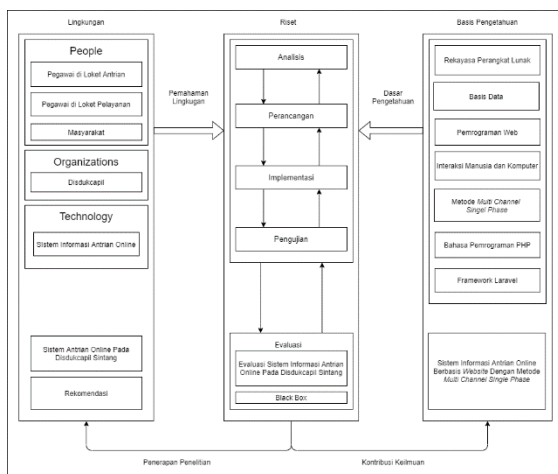 Lingkungan
People
Pegawai di Loket Antrian
Pegawai di Loket Pelayanan
Masyarakat
Organizations
Disdukcapil
Technology
Sistem Informasi Antrian Online
Sistem Antrian Online Pada
Disdukcapil Sintang
Rekomendasi
Pemahaman
Lingkungan
Riset
Analisis
Perancangan
Implementasi
Pengujian
Evaluasi
Evaluasi Sistem Informasi Antrian
Online Pada Disdukcapil Sintang
Black Box
Dasar
Pengetahuan
Basis Pengetahuan
Rekayasa Perangkat Lunak
Basis Data
Pemrograman Web
Interaksi Manusia dan Komputer
Metode Multi Channel
Singel Phase
Bahasa Pemrograman PHP
Framework Laravel
Sistem Informasi Antrian Online
Berbasis Website Dengan Metode
Multi Channel Single Phase
Penerapan Penelitian
Kontribusi Keilmuan